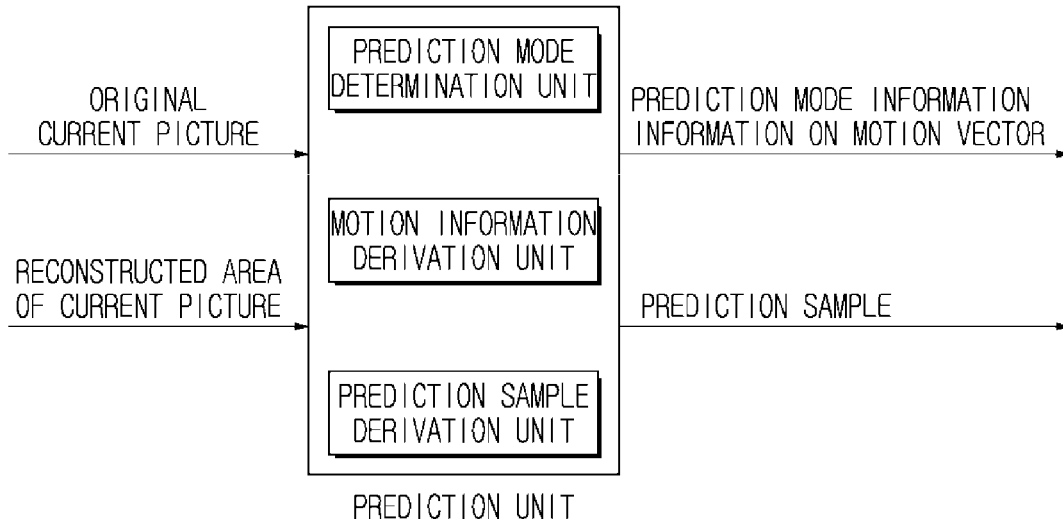 PREDICTION MODE
DETERMINATION UNIT
ORIGINAL
CURRENT PICTURE
PREDICTION MODE INFORMATION
INFORMATION ON MOTION VECTOR
MOTION INFORMATION
DERIVATION UNIT
RECONSTRUCTED AREA
OF CURRENT PICTURE
PREDICTION SAMPLE
PREDICTION SAMPLE
DERIVATION UNIT
PREDICTION UNIT